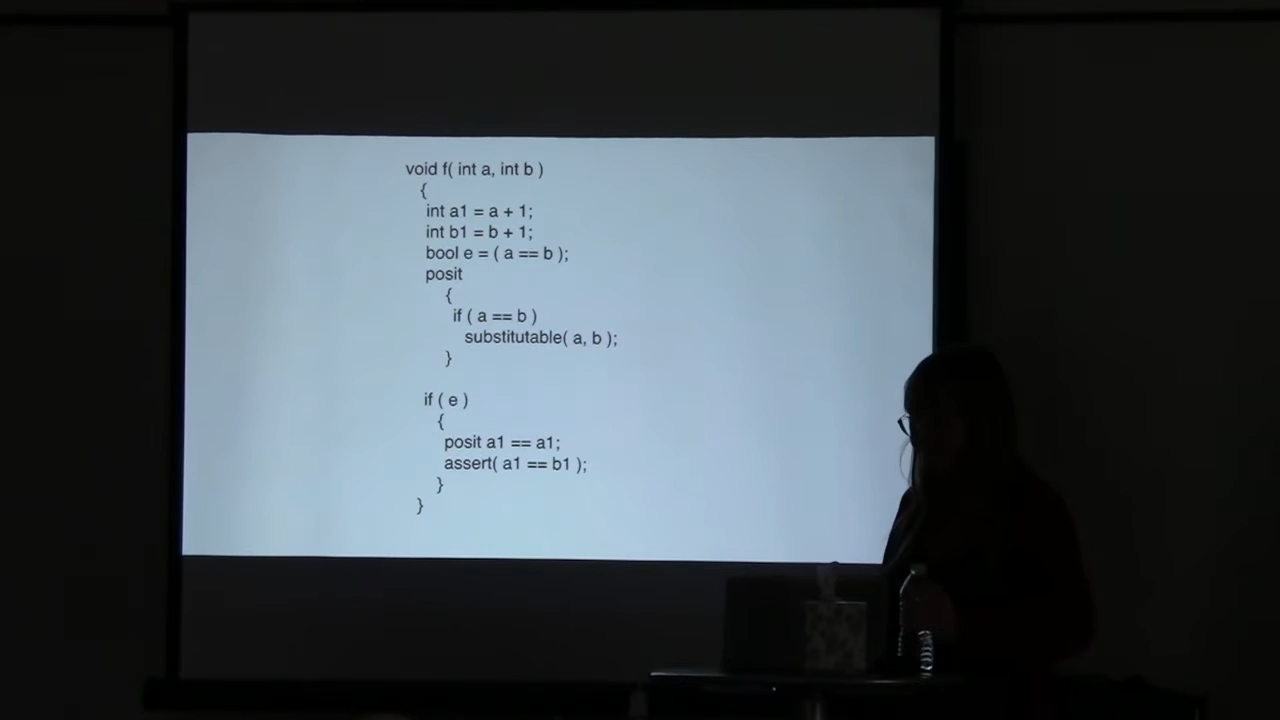 void f( int a, int b )
{
int a1 = a + 1;
int b1 = b + 1;
bool e = ( a == b );
posit
{
if ( a == b )
substitutable( a, b );
}
if ( e )
{
posit a1 == a1;
assert( a1 == b1 );
}
}